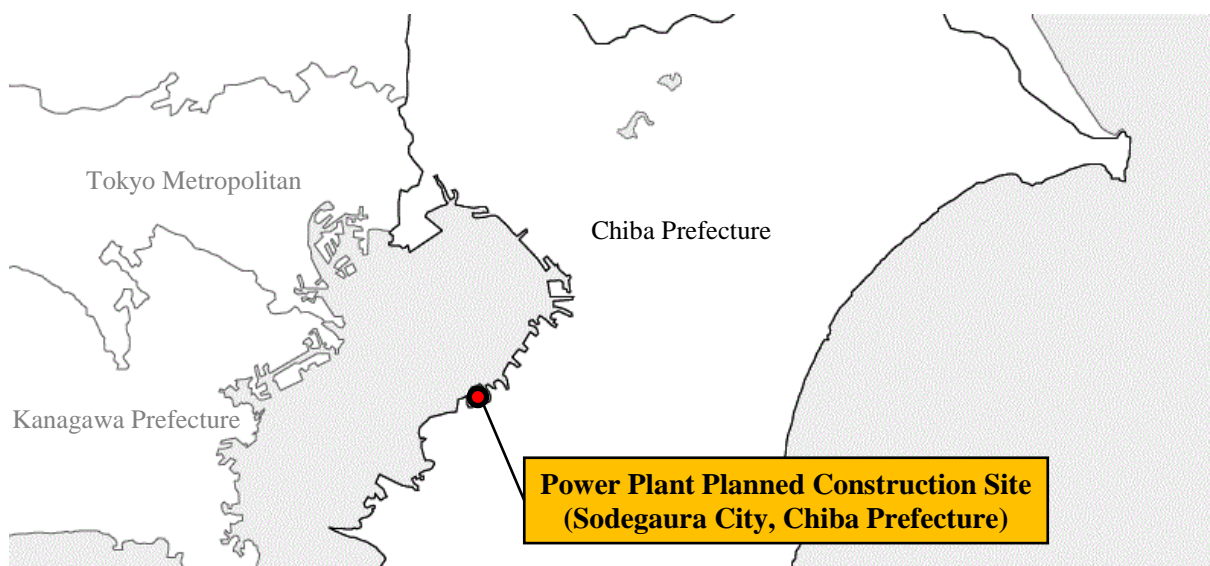 Tokyo Metropolitan
Chiba Prefecture
Kanagawa Prefecture
Power Plant Planned Construction Site
(Sodegaura City, Chiba Prefecture)